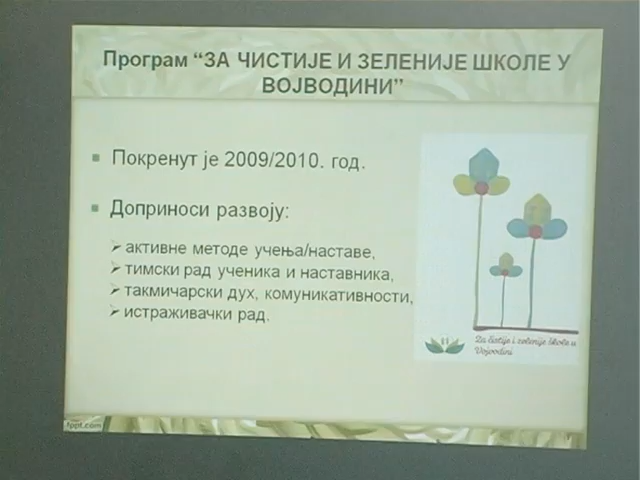 Програм “ЗА ЧИСТИЈЕ И ЗЕЛЕНИЈЕ ШКОЛЕ У
ВОЈВОДИНИ”
Покренут је 2009/2010. год.
Доприноси развоју:
активне методе учења/наставе,
тимски рад ученика и наставника,
такмичарски дух, комуникативности,
истраживачки рад.
Za čistije i zelenije škole u
Vojvodini
fppt.com